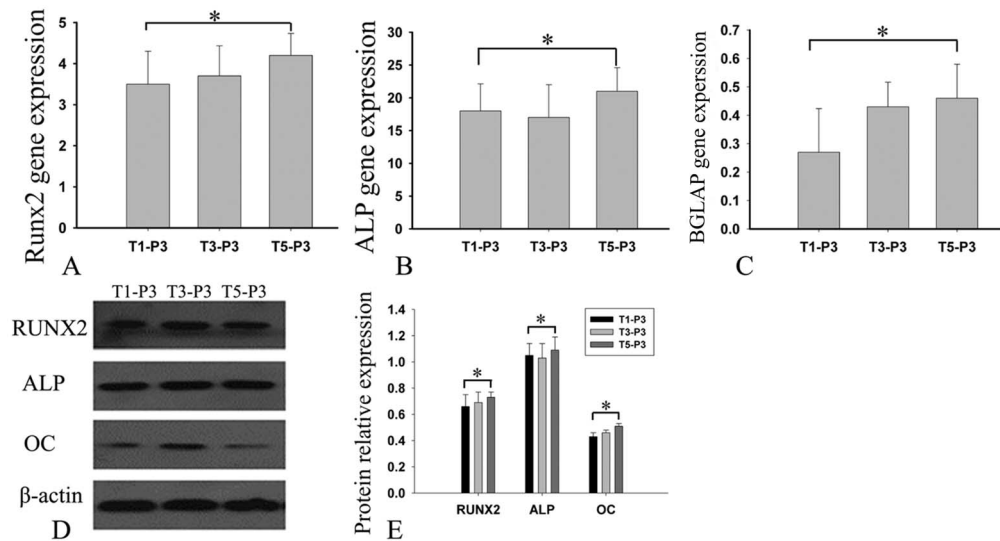 Runx2 gene expression
5
4
3
2
1
0
*
T1-P3 T3-P3 T5-P3
A
ALP gene expression
30
25
20
15
10
5
0
*
T1-P3 T3-P3 T5-P3
B
BGLAP gene experssion
0.7
0.6
0.5
0.4
0.3
0.2
0.1
0.0
*
T1-P3 T3-P3 T5-P3
C
T1-P3 T3-P3 T5-P3
RUNX2
ALP
OC
β-actin
D
Protein relative expression
1.4
1.2
1.0
0.8
0.6
0.4
0.2
0.0
*
*
*
T1-P3
T3-P3
T5-P3
RUNX2 ALP OC
E